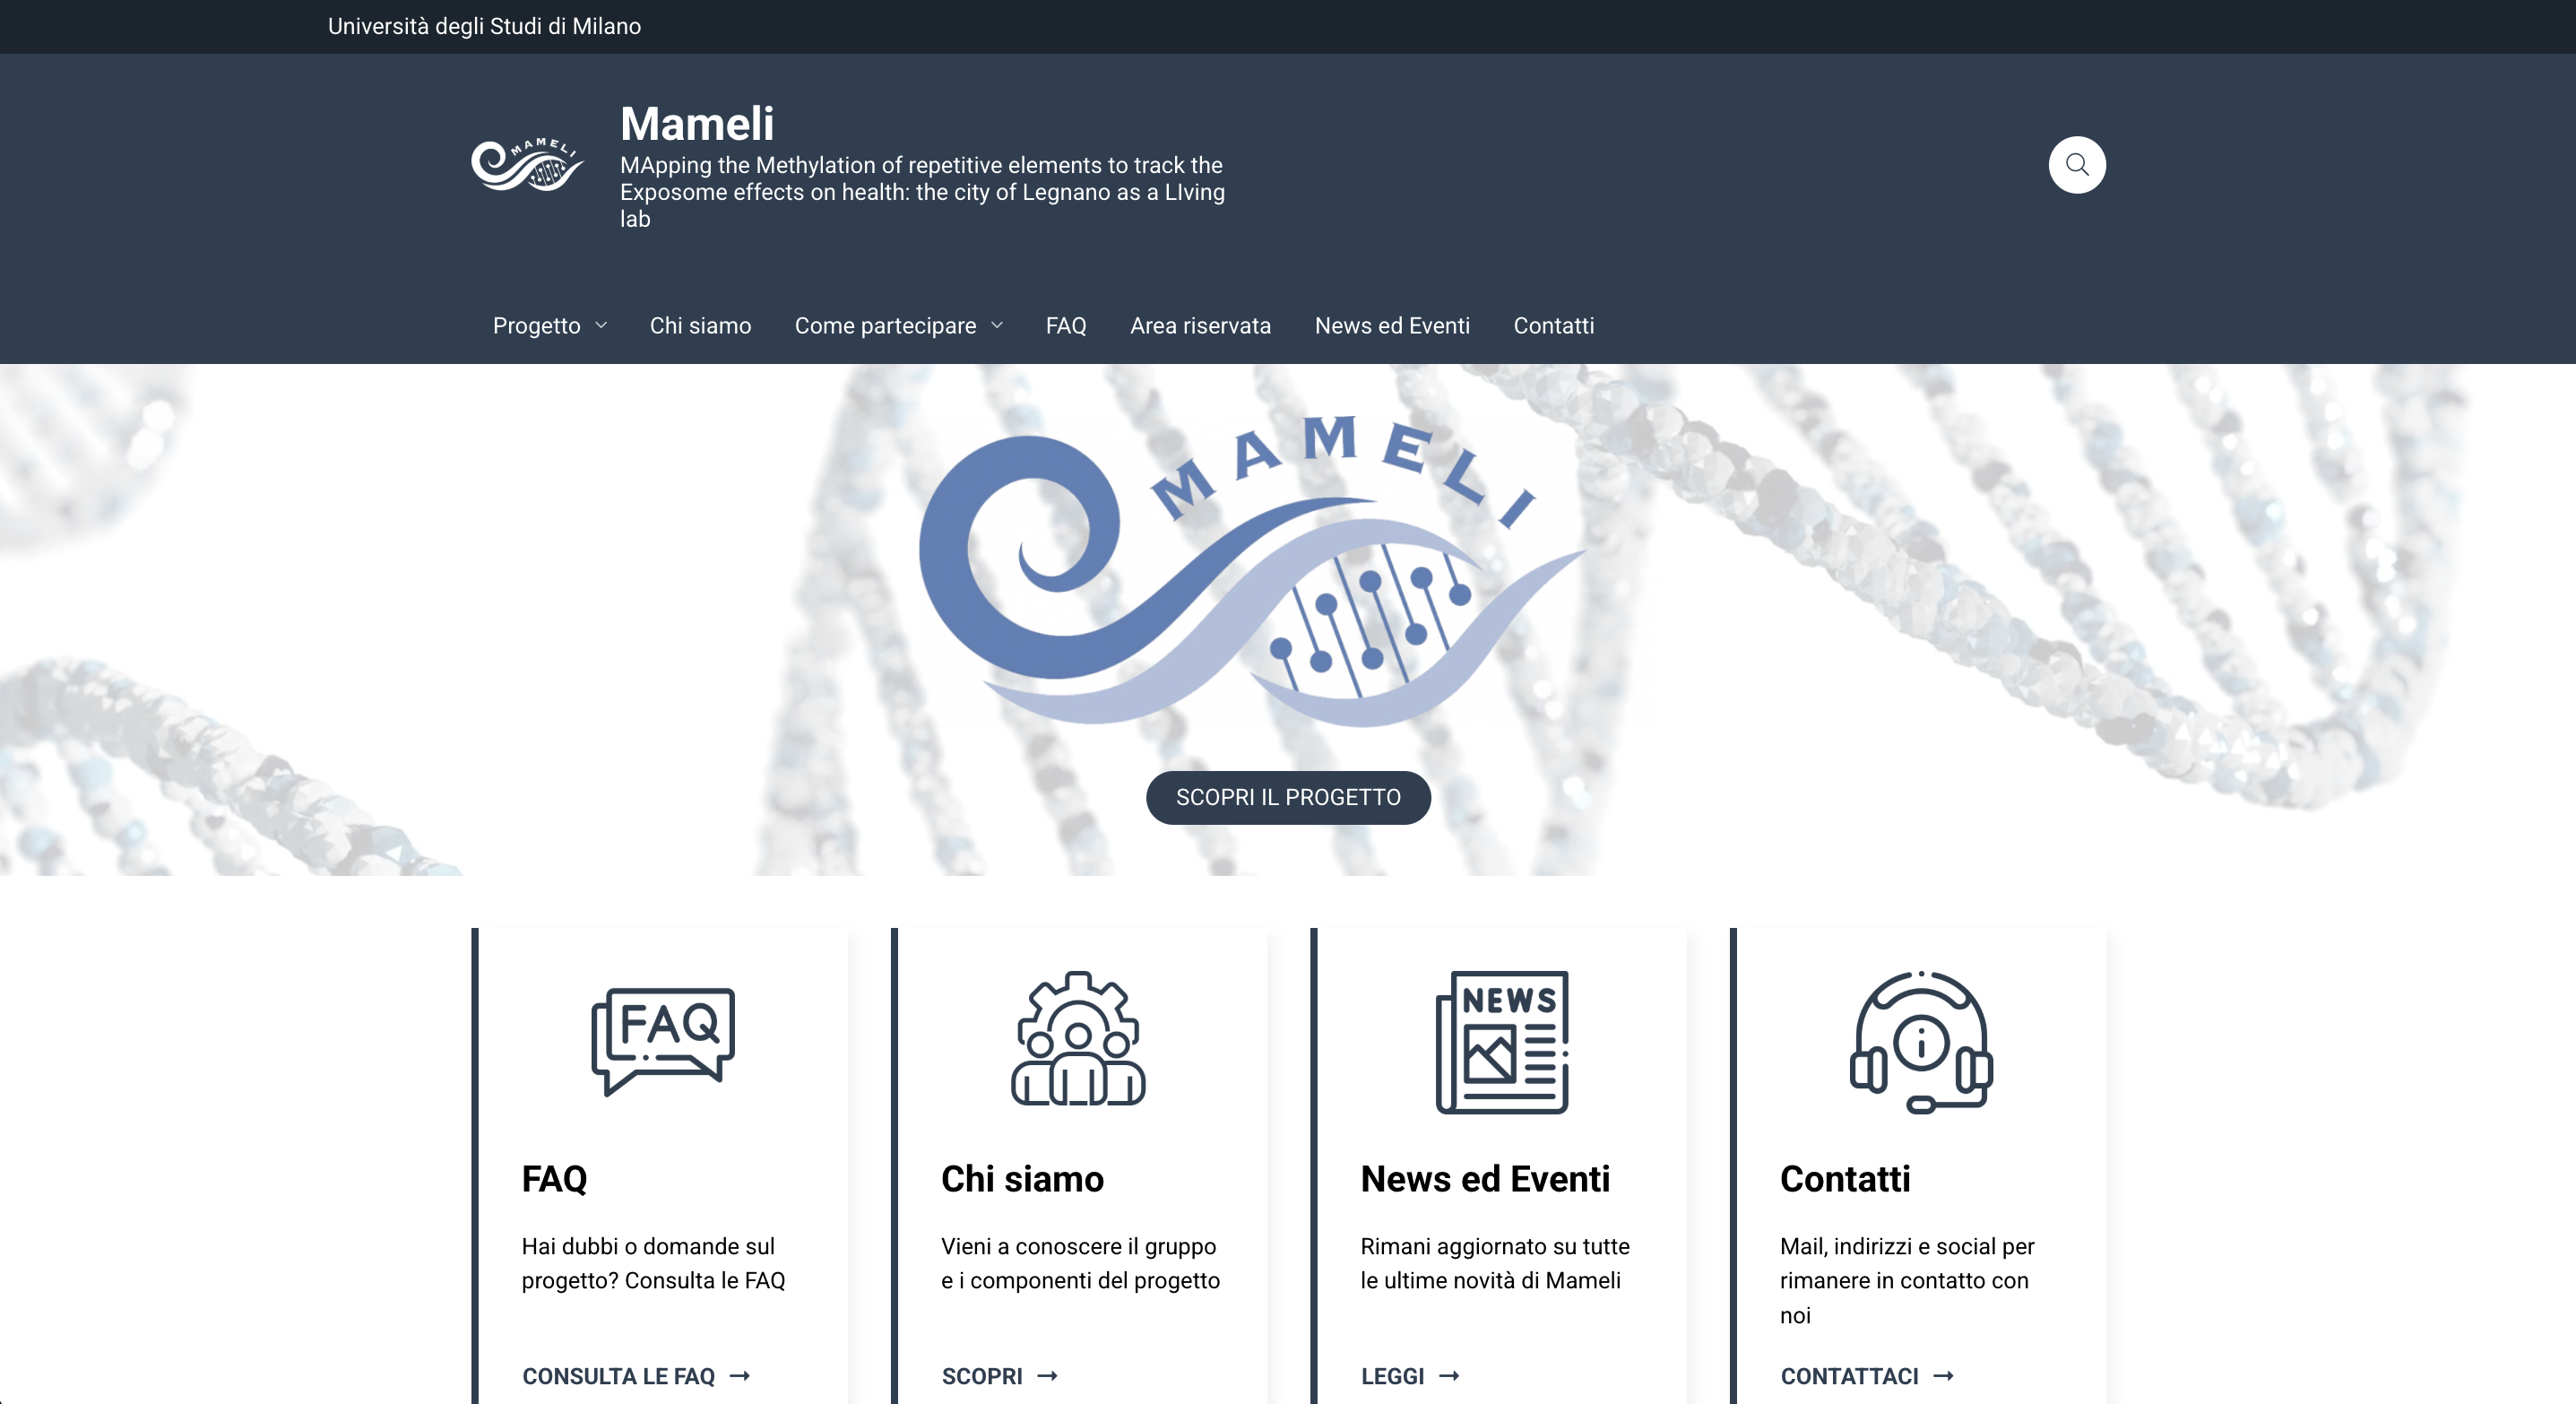 Università degli Studi di Milano
MAMELI
Mameli
MApping the Methylation of repetitive elements to track the
Exposome effects on health: the city of Legnano as a LIving
lab
Progetto Chi siamo Come partecipare FAQ Area riservata News ed Eventi Contatti
MAMELI
SCOPRI IL PROGETTO
FAQ
FAQ
Hai dubbi o domande sul
progetto? Consulta le FAQ
CONSULTA LE FAQ
Chi siamo
Vieni a conoscere il gruppo
e i componenti del progetto
SCOPRI
NEWS
News ed Eventi
Rimani aggiornato su tutte
le ultime novità di Mameli
LEGGI
i
Contatti
Mail, indirizzi e social per
rimanere in contatto con
noi
CONTATTACI